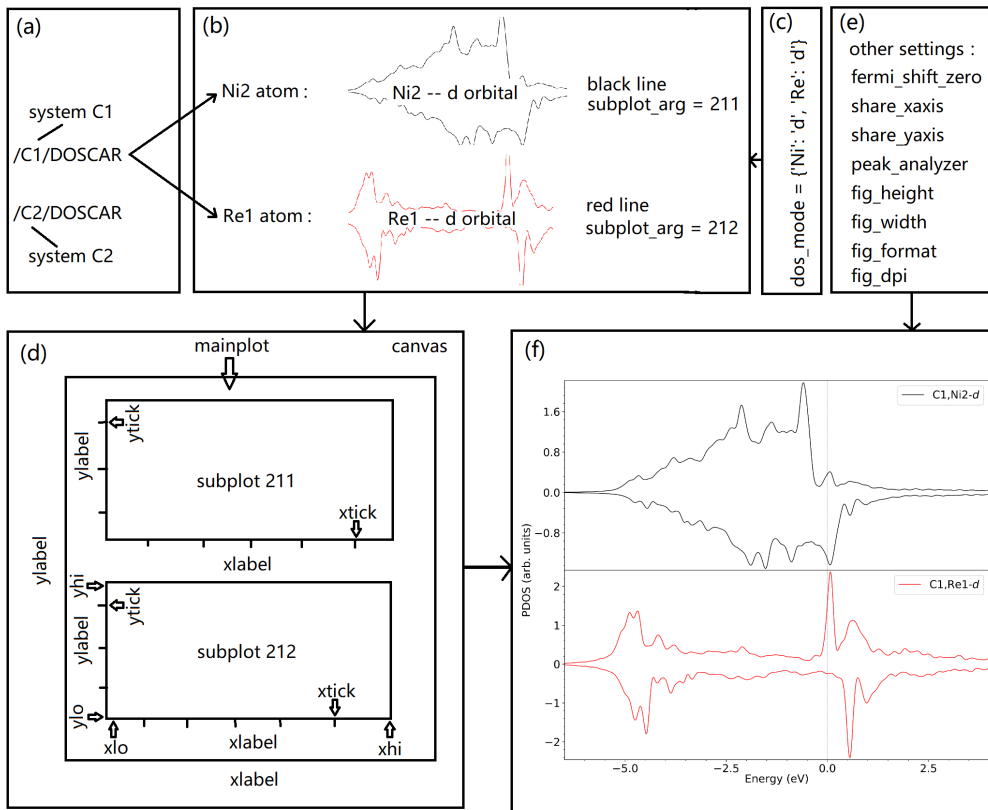 (a)
system C1
/C1/DOSCAR
/C2/DOSCAR
system C2
(b)
Ni2 atom :
Ni2 -- d orbital
black line
subplot_arg = 211
Re1 atom :
Re1 -- d orbital
red line
subplot_arg = 212
(c)
dos_mode = {'Ni': 'd', 'Re': 'd'}
(e)
other settings :
fermi_shift_zero
share_xaxis
share_yaxis
peak_analyzer
fig_height
fig_width
fig_format
fig_dpi
(d)
mainplot
canvas
ylabel
ylabel
ytick
subplot 211
xtick
xlabel
yhi
ytick
ylabel
subplot 212
xtick
ylo
xlo
xlabel
xhi
xlabel
(f)
C1,Ni2-d
1.6
0.8
0.0
−0.8
PDOS (arb. units)
C1,Re1-d
2
1
0
−1
−2
−5.0
−2.5
0.0
2.5
Energy (eV)